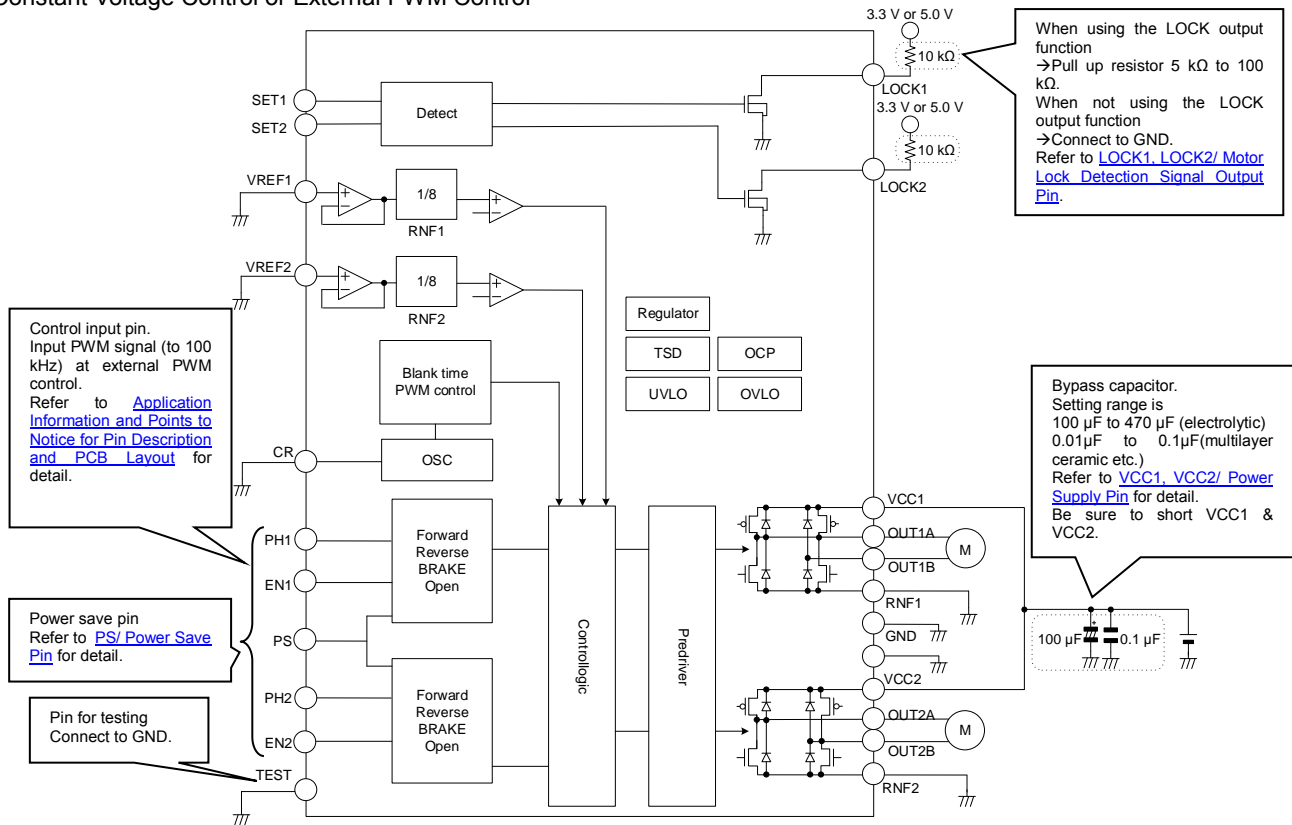 Constant Voltage Control or External PWM Control
3.3 V or 5.0 V
10 kΩ
LOCK1
3.3 V or 5.0 V
10 kΩ
LOCK2
When using the LOCK output
function
→Pull up resistor 5 kΩ to 100
kΩ.
When not using the LOCK
output function
→Connect to GND.
Refer to LOCK1, LOCK2/ Motor
Lock Detection Signal Output
Pin.
SET1
SET2
Detect
VREF1
1/8
RNF1
VREF2
1/8
RNF2
Control input pin.
Input PWM signal (to 100
kHz) at external PWM
control.
Refer to Application
Information and Points to
Notice for Pin Description
and PCB Layout for
detail.
Regulator
TSD
OCP
UVLO
OVLO
Blank time
PWM control
CR
OSC
Bypass capacitor.
Setting range is
100 µF to 470 µF (electrolytic)
0.01µF to 0.1µF(multilayer
ceramic etc.)
Refer to VCC1, VCC2/ Power
Supply Pin for detail.
Be sure to short VCC1 &
VCC2.
PH1
EN1
PS
PH2
EN2
TEST
Forward
Reverse
BRAKE
Open
Forward
Reverse
BRAKE
Open
Controllogic
Predriver
VCC1
OUT1A
M
OUT1B
RNF1
GND
VCC2
OUT2A
M
OUT2B
RNF2
+
100 µF
0.1 µF
Power save pin
Refer to PS/ Power Save
Pin for detail.
Pin for testing
Connect to GND.